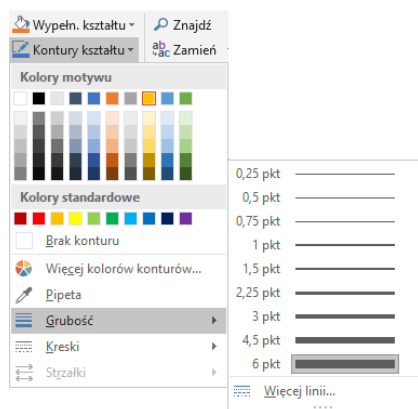 Wypełn. kształtu
Znajdź
Kontury kształtu
Zamień
Kolory motywu
Kolory standardowe
Brak konturu
Więcej kolorów konturów...
Pipeta
Grubość
Kreski
Strzałki
0,25 pkt
0,5 pkt
0,75 pkt
1 pkt
1,5 pkt
2,25 pkt
3 pkt
4,5 pkt
6 pkt
Więcej linii...